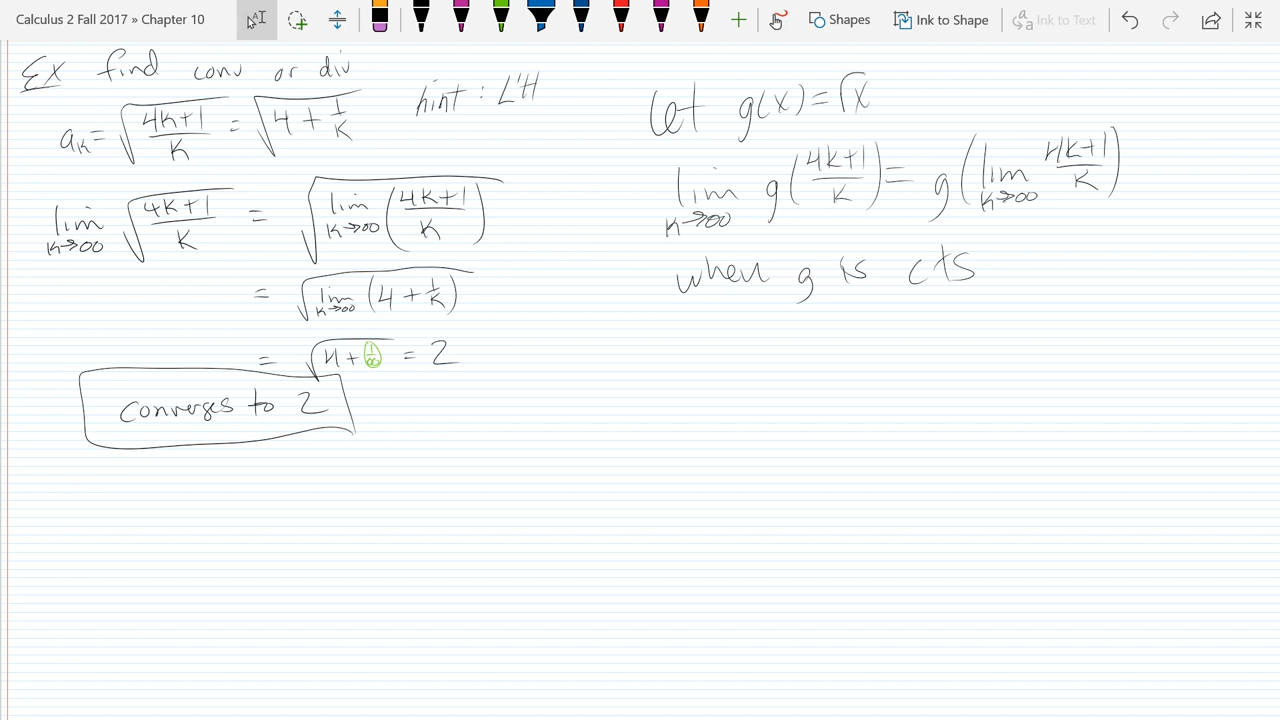 Calculus 2 Fall 2017 » Chapter 10
Shapes
Ink to Shape
Ink to Text
Ex find conv or div
a_K = √((4K+1)/K) = √(4 + 1/K)
hint : L'H
lim K→∞ √((4K+1)/K) = √(lim K→∞ ((4K+1)/K))
= √(lim K→∞ (4 + 1/K))
= √(4 + 1/∞) = 2
converges to 2
Let g(x) = √x
lim K→∞ g((4K+1)/K) = g(lim K→∞ (4K+1)/K)
when g is cts